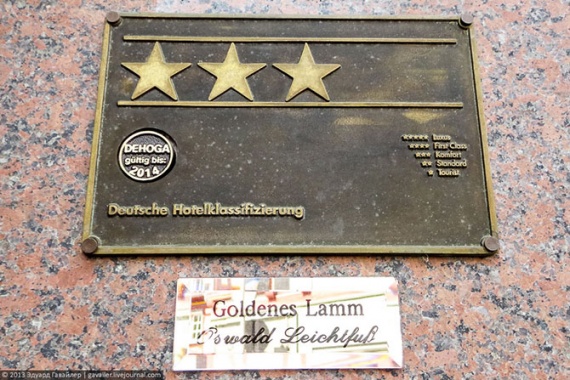 DEHOGA
gültig bis:
2014
***** Luxus
**** First Class
*** Komfort
** Standard
* Tourist
Deutsche Hotelklassifizierung
Goldenes Lamm
Oswald Leichtfuß
© 2013 Эдуард Гавайлер | gavailer.livejournal.com